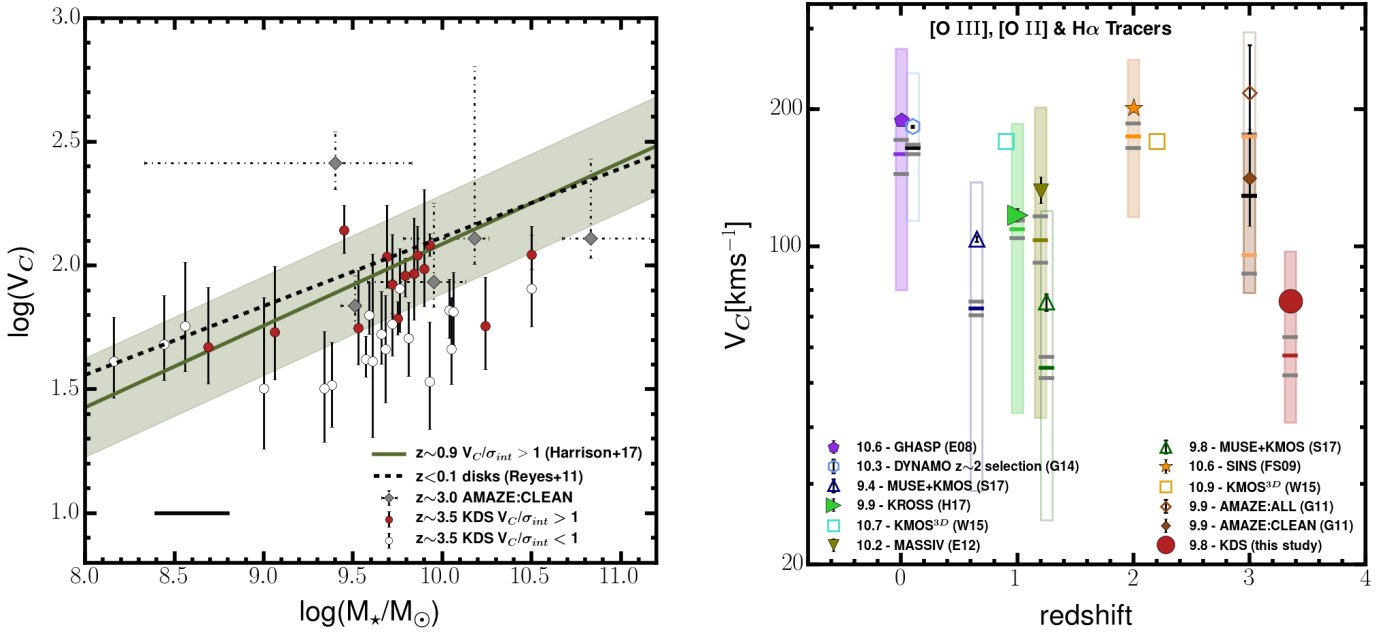 3.0
2.5
2.0
1.5
1.0
log(V_C)
z~0.9 V_C/σ_int > 1 (Harrison+17)
z<0.1 disks (Reyes+11)
z~3.0 AMAZE:CLEAN
z~3.5 KDS V_C/σ_int > 1
z~3.5 KDS V_C/σ_int < 1
8.0 8.5 9.0 9.5 10.0 10.5 11.0
log(M⋆/M⊙)
[O III], [O II] & Hα Tracers
200
100
20
V_C[kms⁻¹]
10.6 - GHASP (E08)
10.3 - DYNAMO z~2 selection (G14)
9.4 - MUSE+KMOS (S17)
9.9 - KROSS (H17)
10.7 - KMOS³ᴰ (W15)
10.2 - MASSIV (E12)
9.8 - MUSE+KMOS (S17)
10.6 - SINS (FS09)
10.9 - KMOS³ᴰ (W15)
9.9 - AMAZE:ALL (G11)
9.9 - AMAZE:CLEAN (G11)
9.8 - KDS (this study)
0 1 2 3 4
redshift